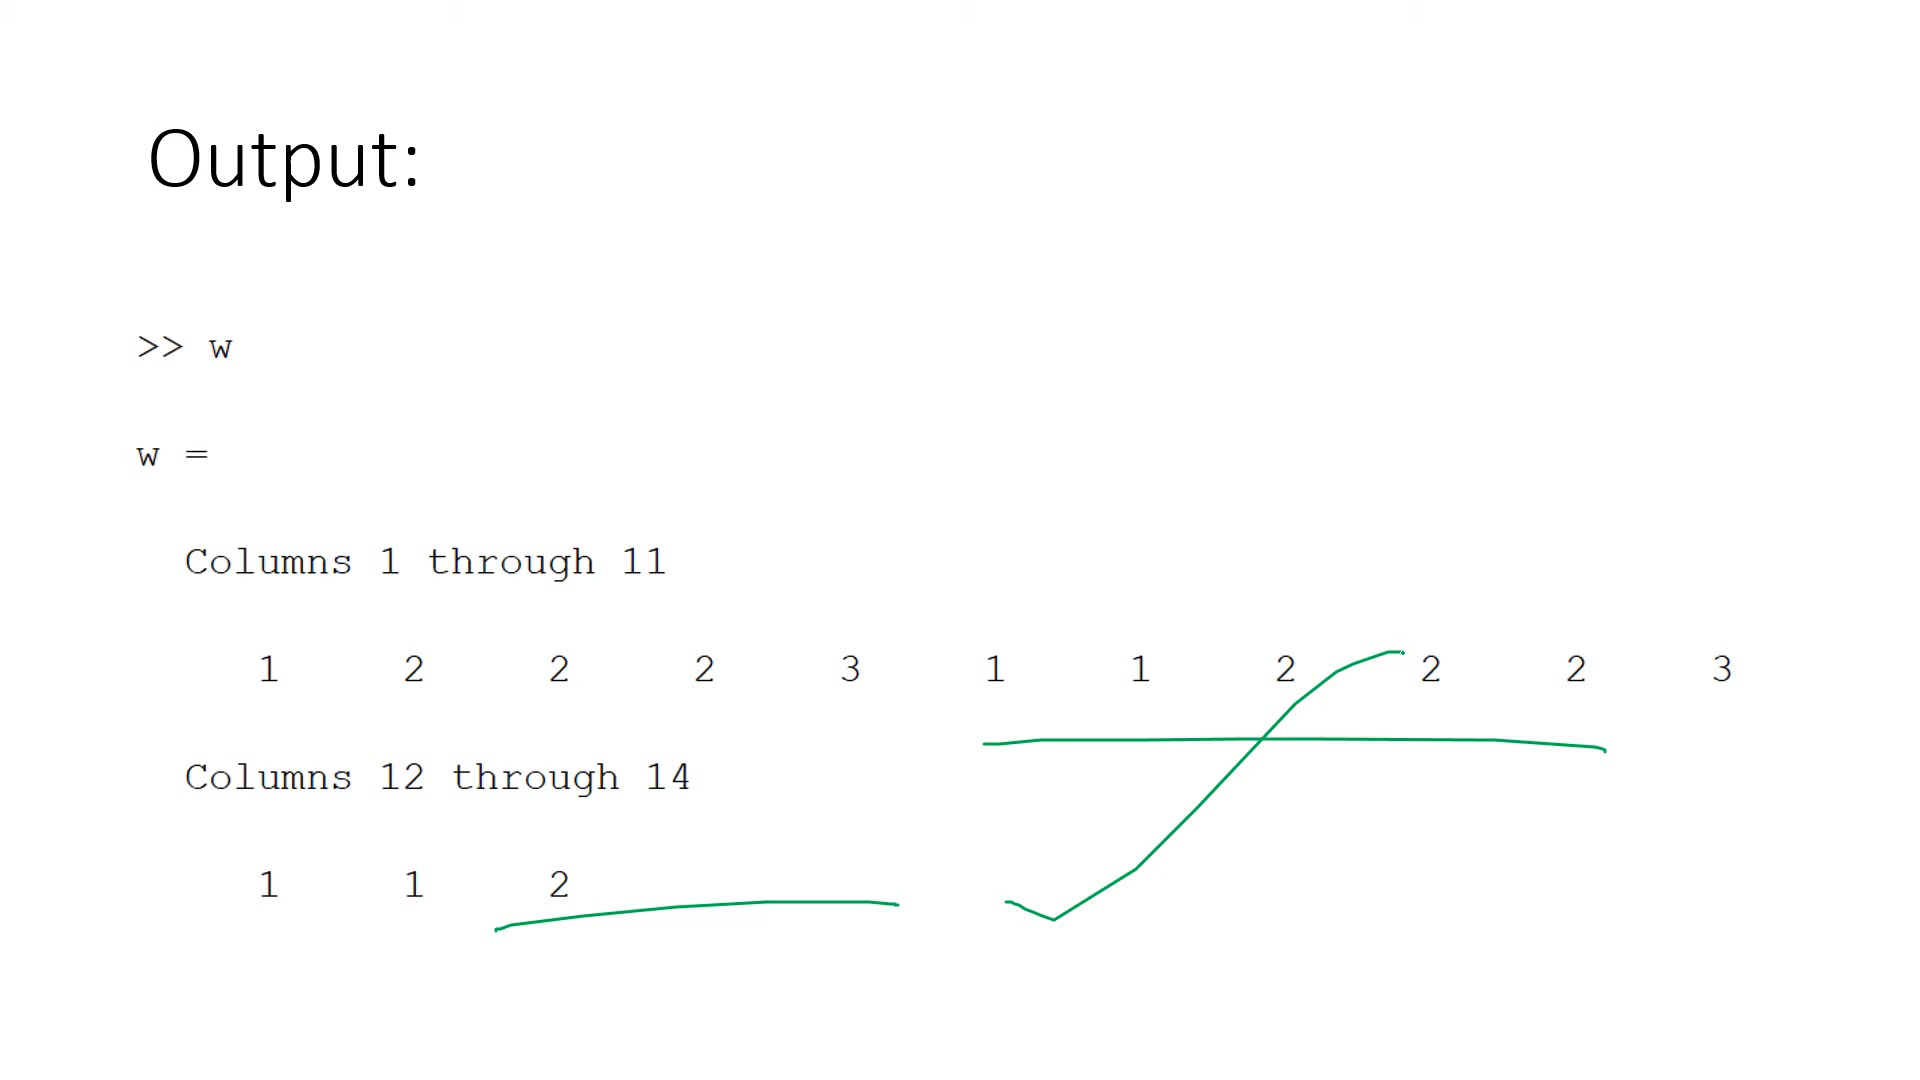 Output:
>> w
w =
Columns 1 through 11
1 2 2 2 3 1 1 2 2 2 3
Columns 12 through 14
1 1 2